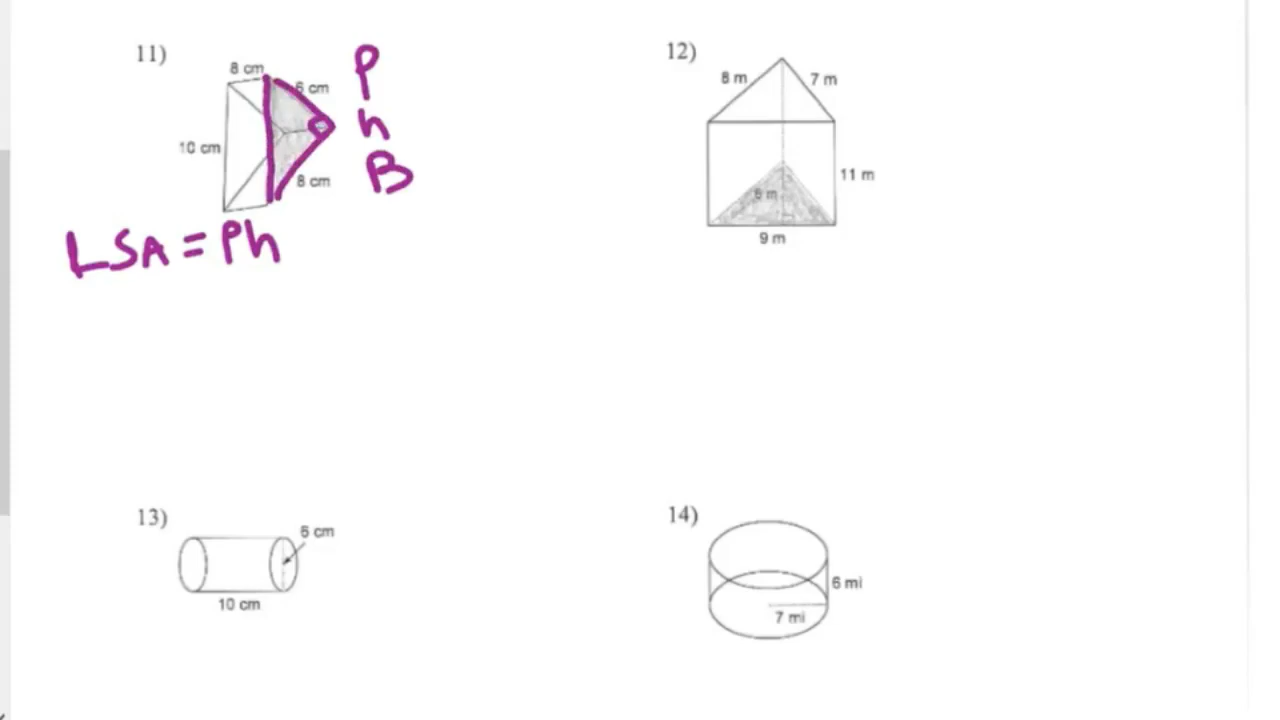 11)
8 cm
6 cm
10 cm
8 cm
P
h
B
LSA = Ph
12)
8 m
7 m
11 m
6 m
9 m
13)
5 cm
10 cm
14)
6 mi
7 mi